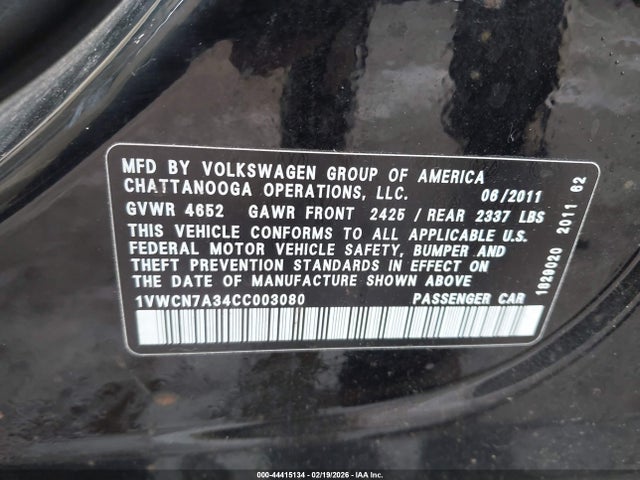 MFD BY VOLKSWAGEN GROUP OF AMERICA
CHATTANOOGA OPERATIONS, LLC. 06/2011
GVWR 4652 GAWR FRONT 2425 / REAR 2337 LBS
THIS VEHICLE CONFORMS TO ALL APPLICABLE U.S.
FEDERAL MOTOR VEHICLE SAFETY, BUMPER AND
THEFT PREVENTION STANDARDS IN EFFECT ON
THE DATE OF MANUFACTURE SHOWN ABOVE
1VWCN7A34CC003080 PASSENGER CAR
1029020 2011 62
000-44415134 - 02/19/2026 - IAA Inc.